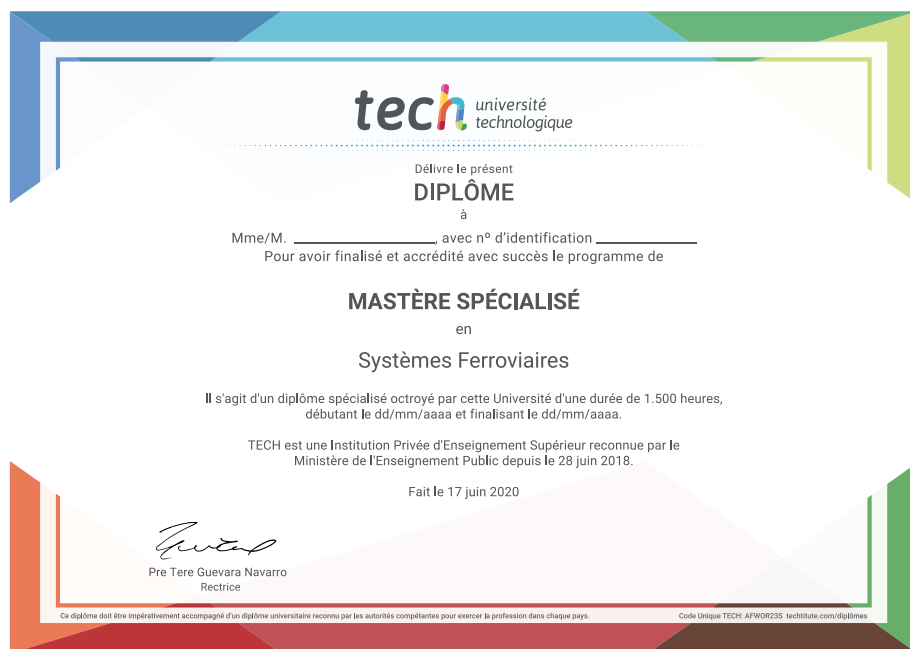 tech université
technologique
Délivre le présent
DIPLÔME
à
Mme/M. ________________, avec nº d'identification ____________
Pour avoir finalisé et accrédité avec succès le programme de
MASTÈRE SPÉCIALISÉ
en
Systèmes Ferroviaires
Il s'agit d'un diplôme spécialisé octroyé par cette Université d'une durée de 1.500 heures,
débutant le dd/mm/aaaa et finalisant le dd/mm/aaaa.
TECH est une Institution Privée d'Enseignement Supérieur reconnue par le
Ministère de l'Enseignement Public depuis le 28 juin 2018.
Fait le 17 juin 2020
Pre Tere Guevara Navarro
Rectrice
Ce diplôme doit être impérativement accompagné d'un diplôme universitaire reconnu par les autorités compétantes pour exercer la profession dans chaque pays.
Code Unique TECH: AFWOR23S techtitute.com/diplômes